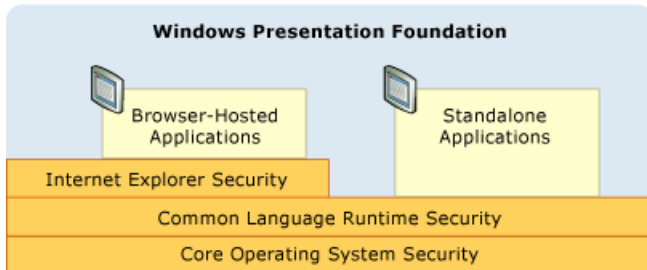 Windows Presentation Foundation
Browser-Hosted
Applications
Standalone
Applications
Internet Explorer Security
Common Language Runtime Security
Core Operating System Security